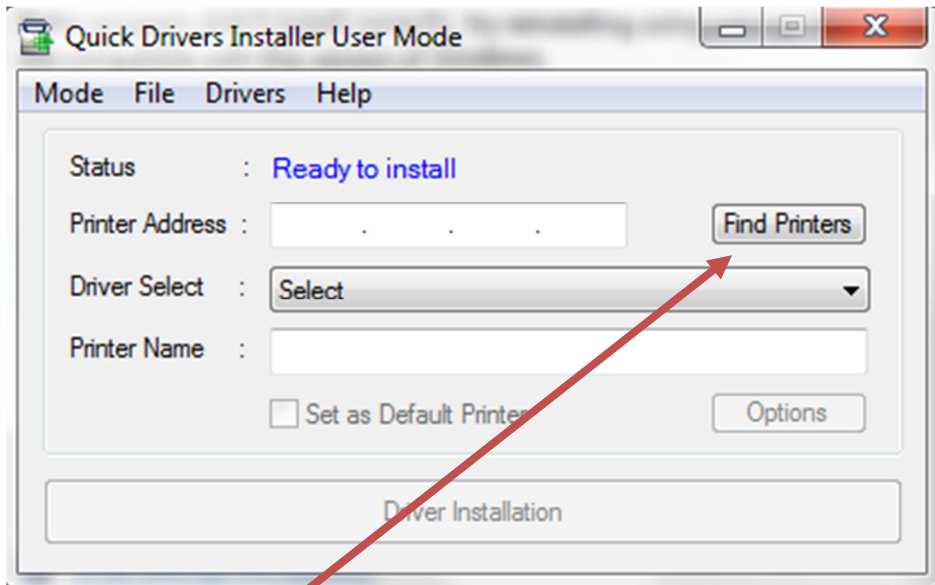 Quick Drivers Installer User Mode
Mode File Drivers Help
Status : Ready to install
Printer Address : . . . Find Printers
Driver Select : Select
Printer Name :
Set as Default Printer Options
Driver Installation